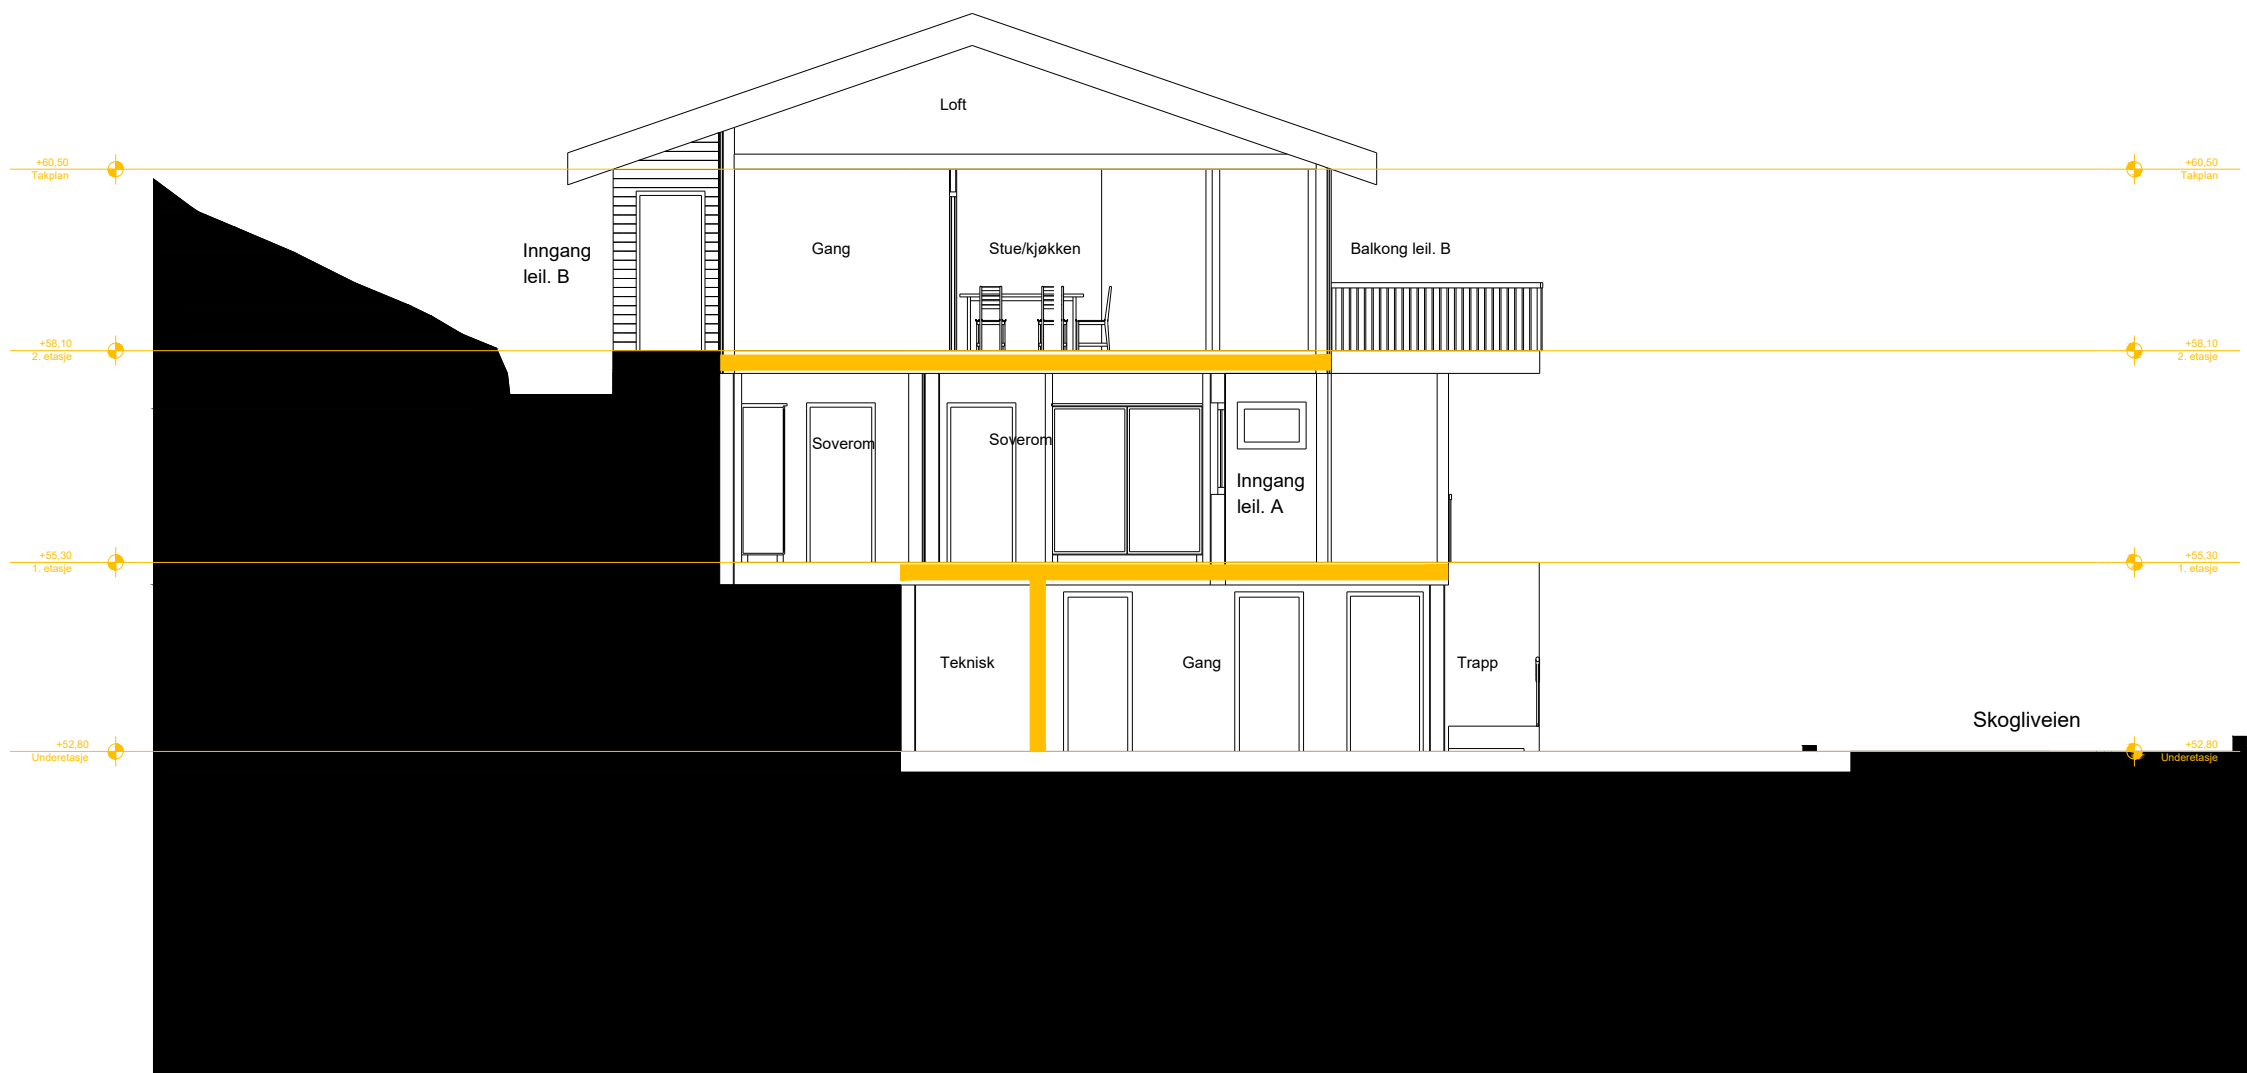 Loft
+60,50
Takplan
+60,50
Takplan
Inngang
leil. B
Gang
Stue/kjøkken
Balkong leil. B
+58,10
2. etasje
+58,10
2. etasje
Soverom
Soverom
Inngang
leil. A
+55,30
1. etasje
+55,30
1. etasje
Teknisk
Gang
Trapp
Skogliveien
+52,80
Underetasje
+52,80
Underetasje